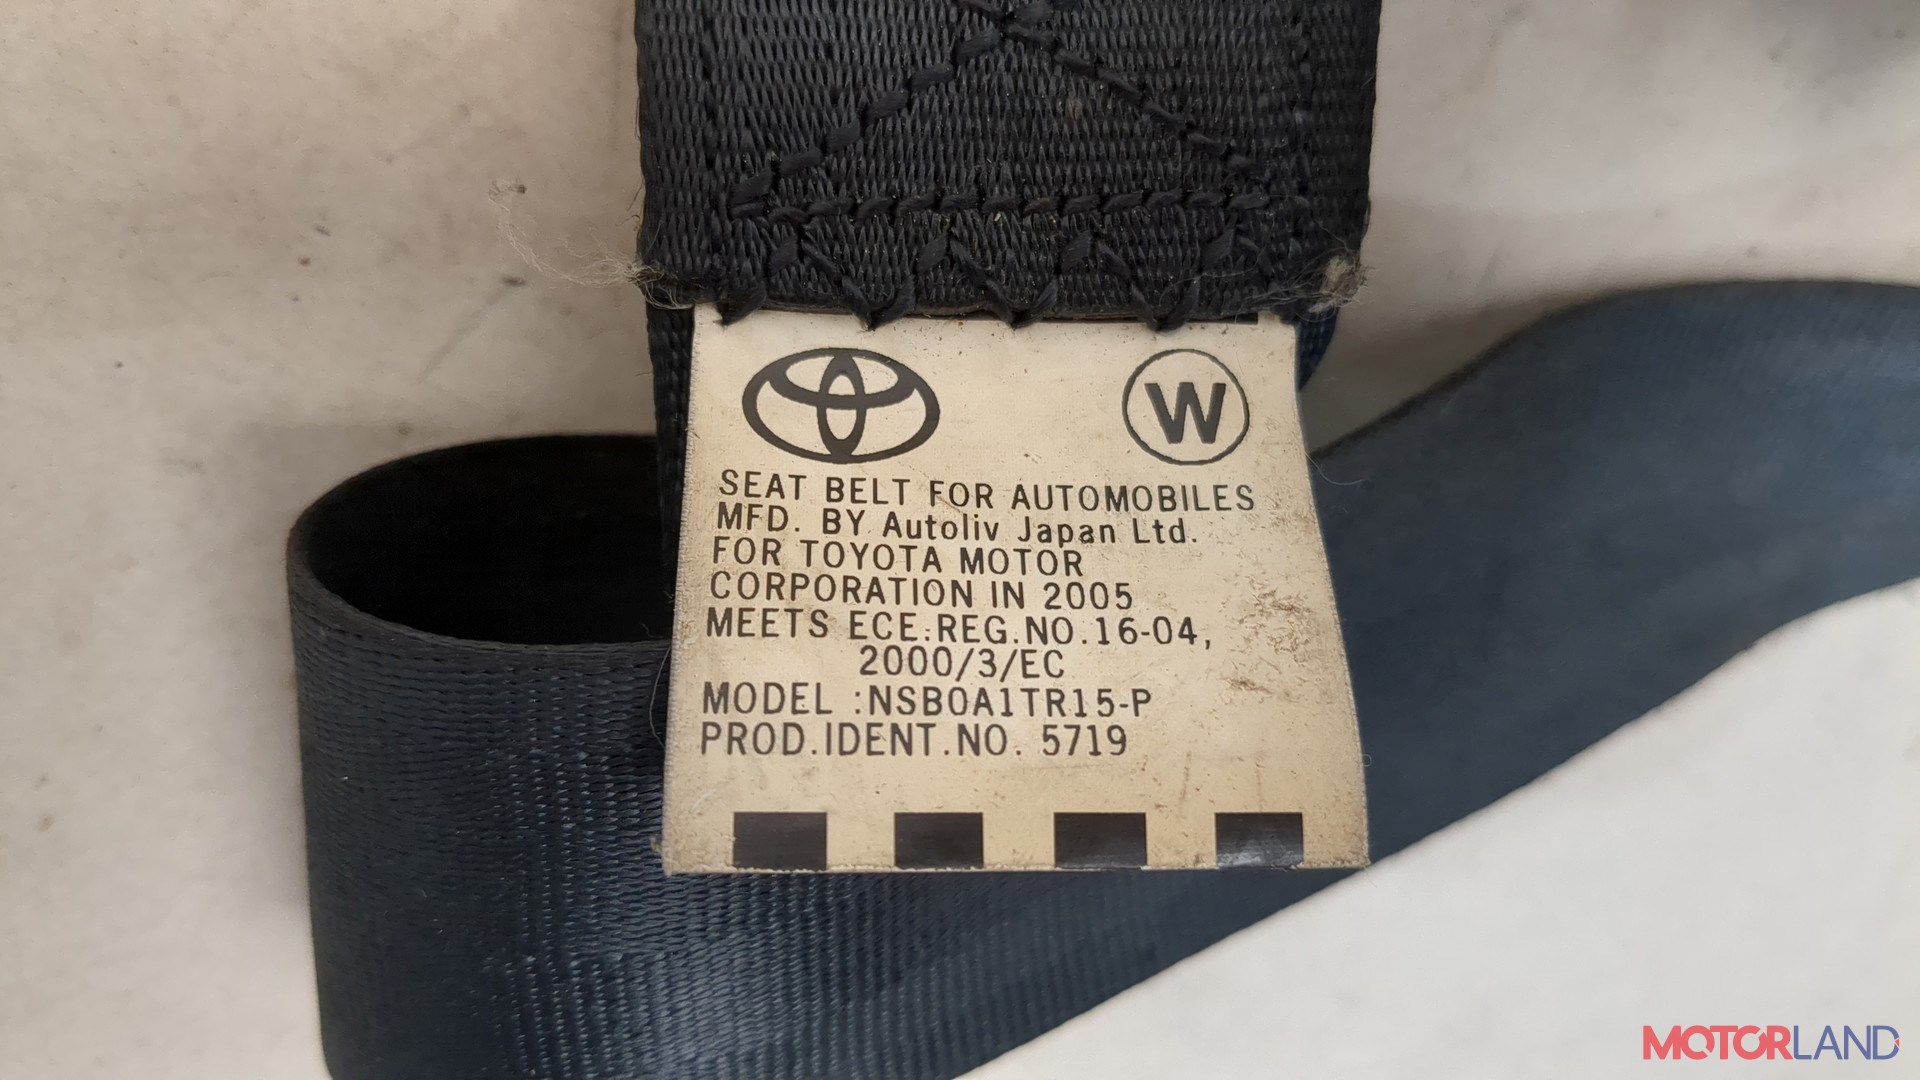 W
SEAT BELT FOR AUTOMOBILES
MFD. BY Autoliv Japan Ltd.
FOR TOYOTA MOTOR
CORPORATION IN 2005
MEETS ECE.REG.NO.16-04,
2000/3/EC
MODEL :NSB0A1TR15-P
PROD.IDENT.NO. 5719
MOTORLAND